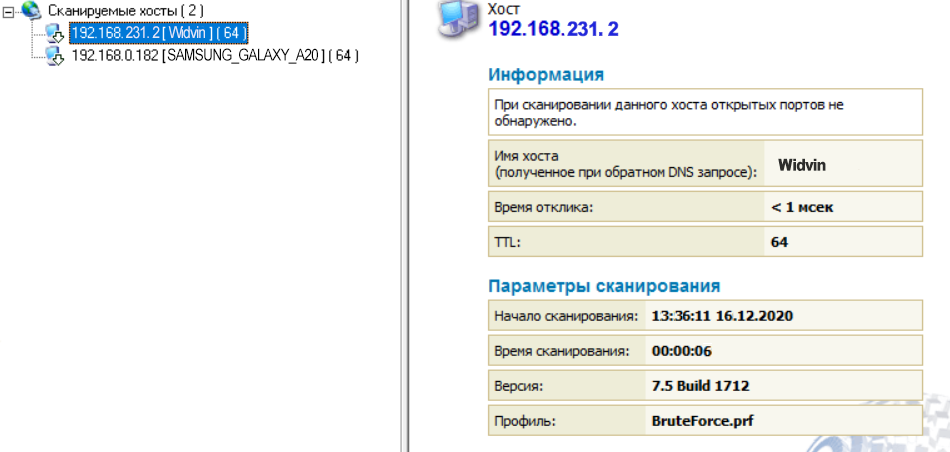 Сканируемые хосты ( 2 )
192.168.231.2 [ Widvin ] ( 64 )
192.168.0.182 [SAMSUNG_GALAXY_A20] ( 64 )
Хост
192.168.231. 2
Информация
При сканировании данного хоста открытых портов не
обнаружено.
Имя хоста
(полученное при обратном DNS запросе):
Widvin
Время отклика: < 1 мсек
TTL: 64
Параметры сканирования
Начало сканирования: 13:36:11 16.12.2020
Время сканирования: 00:00:06
Версия: 7.5 Build 1712
Профиль: BruteForce.prf